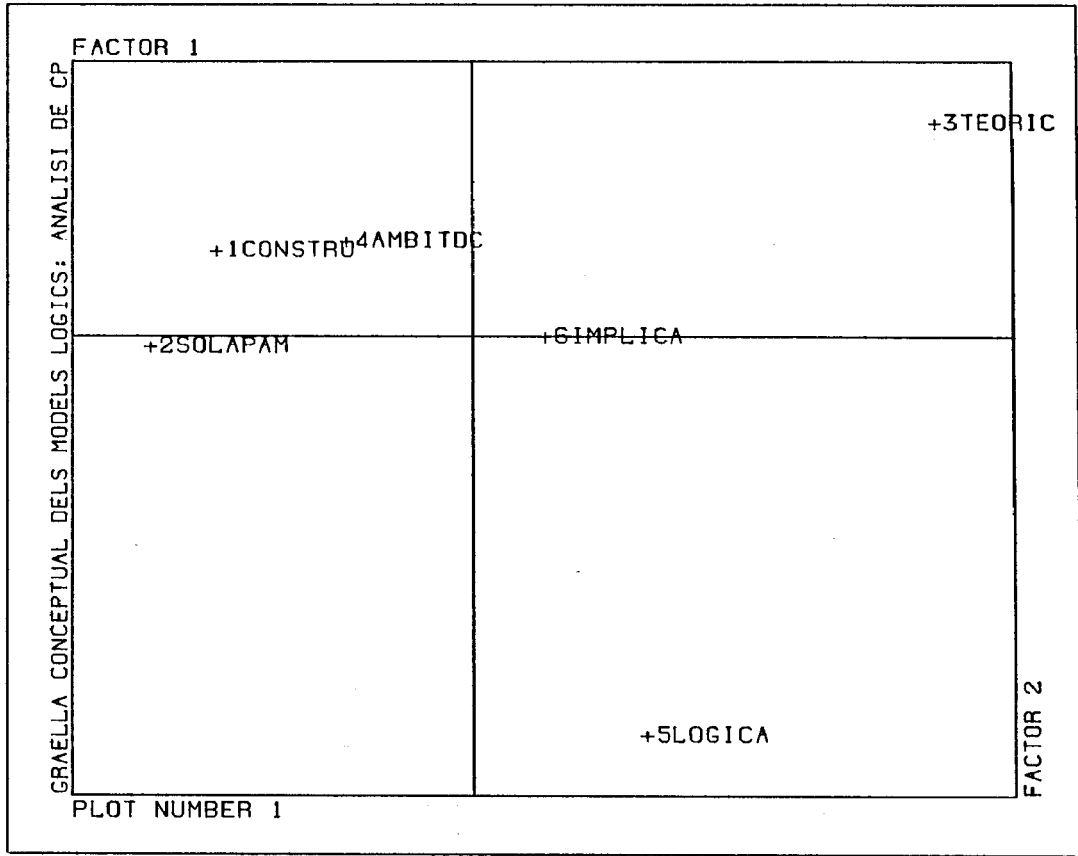 FACTOR 1
GRAELLA CONCEPTUAL DELS MODELS LOGICS: ANALISI DE CP
+3TEORIC
+1CONSTRU
+4AMBITDC
+2SOLAPAM
+6IMPLICA
+5LOGICA
FACTOR 2
PLOT NUMBER 1